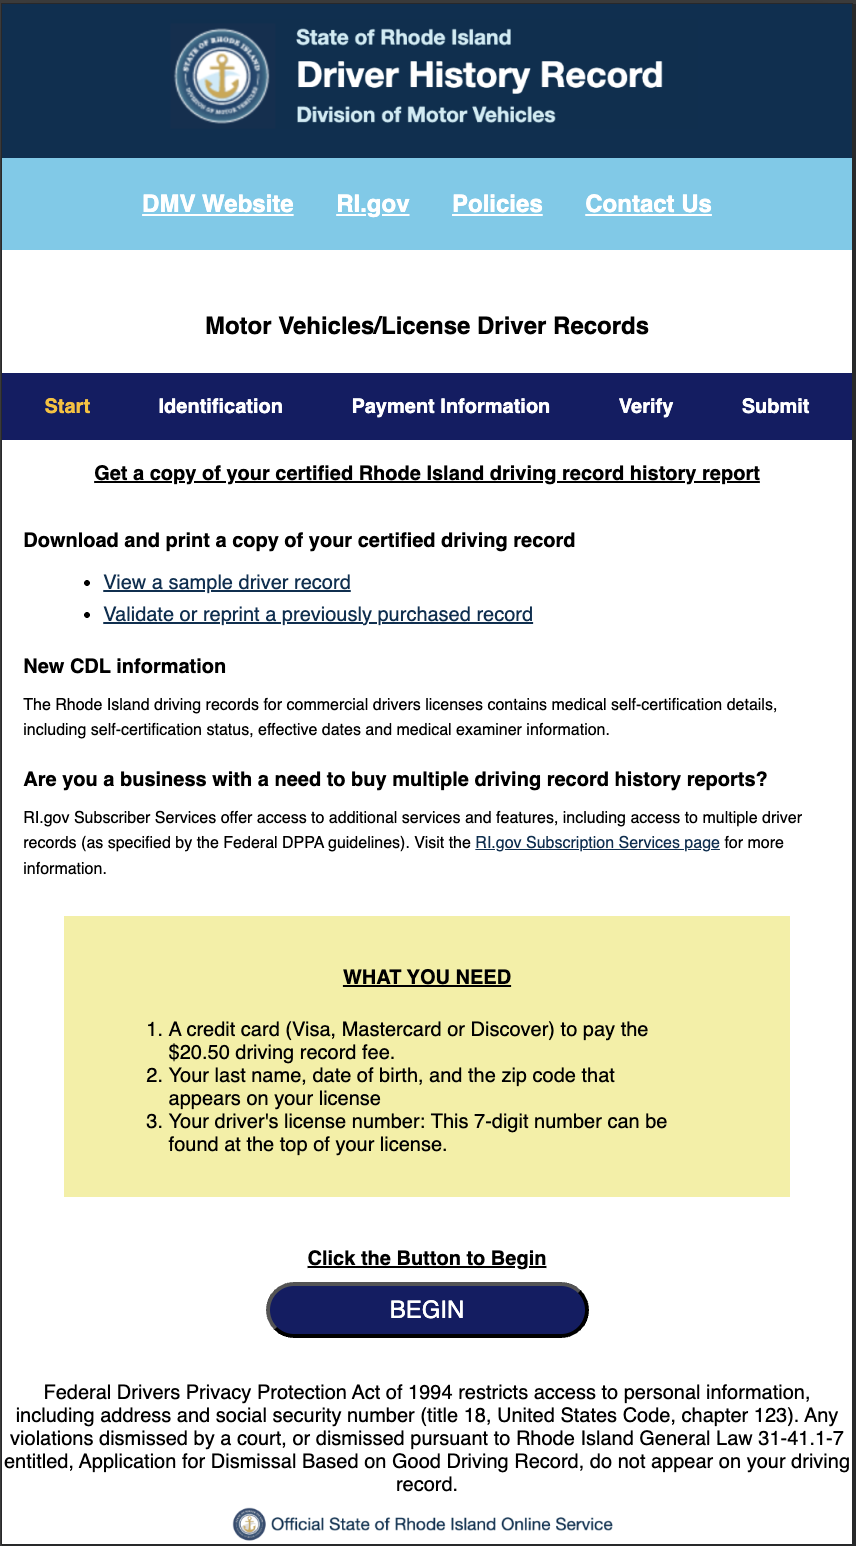 State of Rhode Island
Driver History Record
Division of Motor Vehicles
DMV Website RI.gov Policies Contact Us
Motor Vehicles/License Driver Records
Start Identification Payment Information Verify Submit
Get a copy of your certified Rhode Island driving record history report
Download and print a copy of your certified driving record
• View a sample driver record
• Validate or reprint a previously purchased record
New CDL information
The Rhode Island driving records for commercial drivers licenses contains medical self-certification details,
including self-certification status, effective dates and medical examiner information.
Are you a business with a need to buy multiple driving record history reports?
RI.gov Subscriber Services offer access to additional services and features, including access to multiple driver
records (as specified by the Federal DPPA guidelines). Visit the RI.gov Subscription Services page for more
information.
WHAT YOU NEED
1. A credit card (Visa, Mastercard or Discover) to pay the
$20.50 driving record fee.
2. Your last name, date of birth, and the zip code that
appears on your license
3. Your driver's license number: This 7-digit number can be
found at the top of your license.
Click the Button to Begin
BEGIN
Federal Drivers Privacy Protection Act of 1994 restricts access to personal information,
including address and social security number (title 18, United States Code, chapter 123). Any
violations dismissed by a court, or dismissed pursuant to Rhode Island General Law 31-41.1-7
entitled, Application for Dismissal Based on Good Driving Record, do not appear on your driving
record.
Official State of Rhode Island Online Service